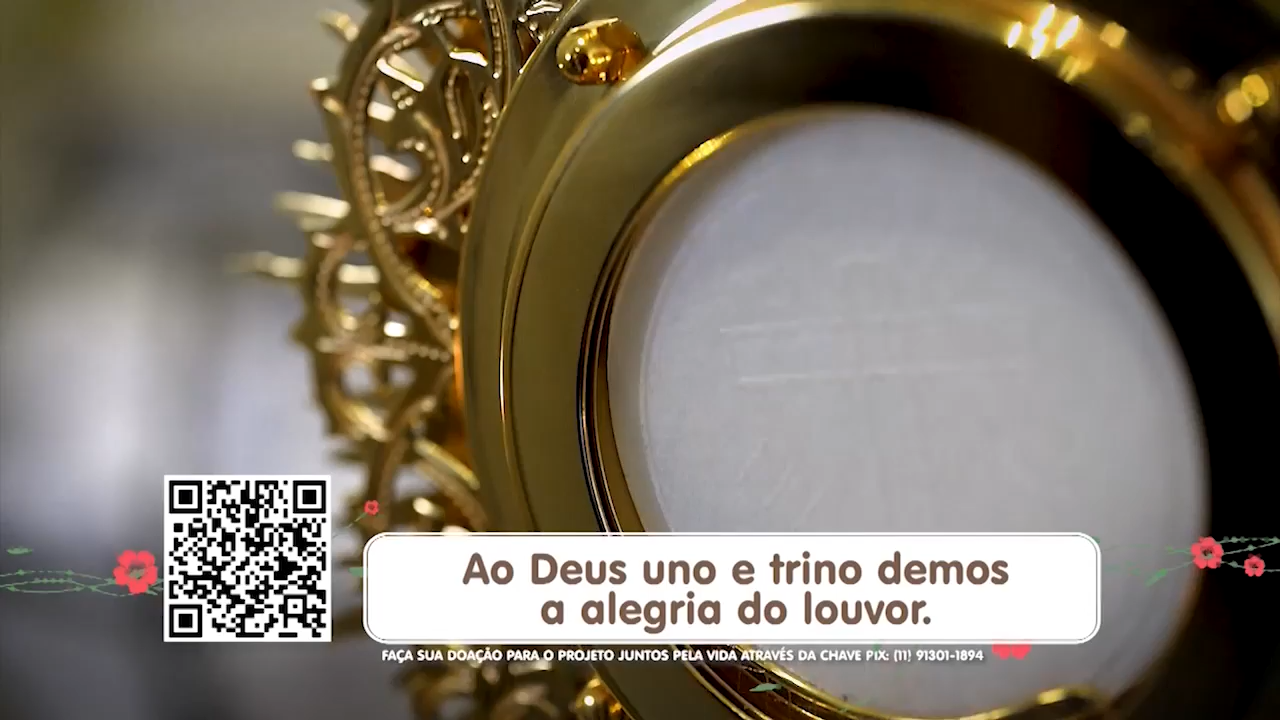 Ao Deus uno e trino demos
a alegria do louvor.
FAÇA SUA DOAÇÃO PARA O PROJETO JUNTOS PELA VIDA ATRAVÉS DA CHAVE PIX: (11) 91301-1894